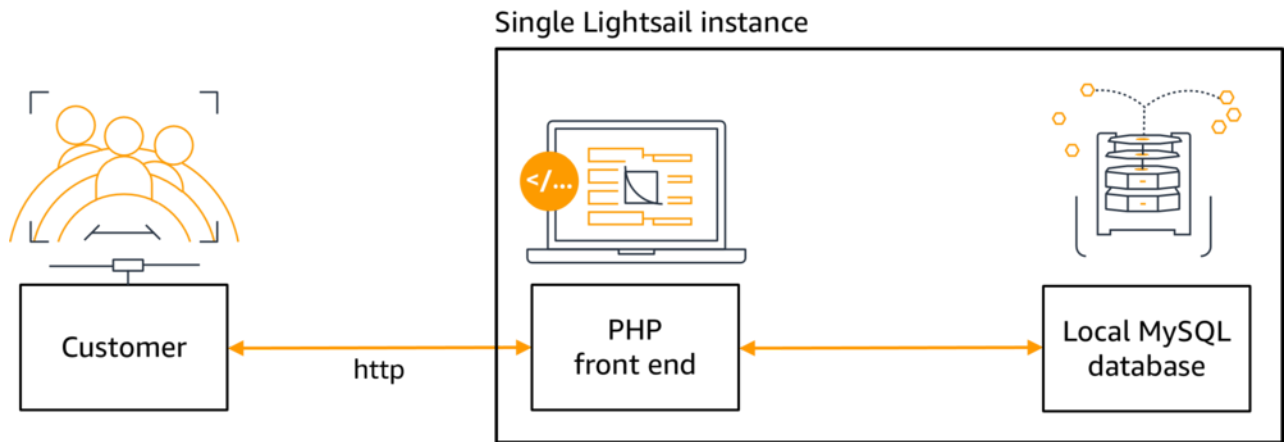 Single Lightsail instance
</...
Customer
http
PHP
front end
Local MySQL
database